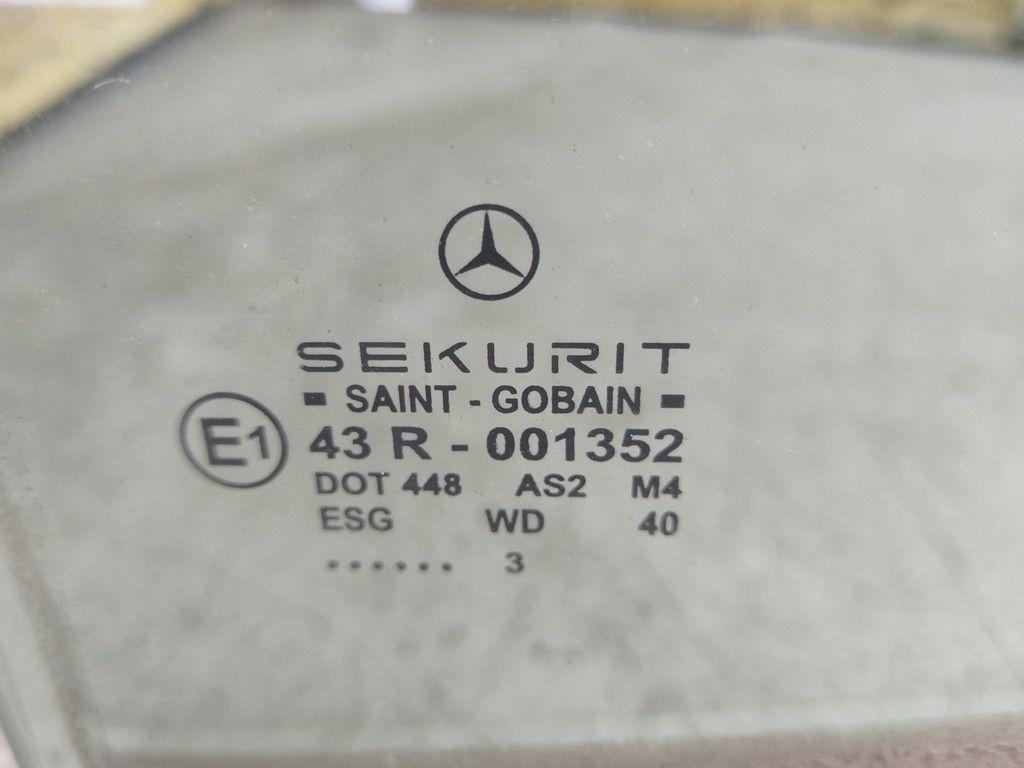 SEKURIT
- SAINT - GOBAIN -
E1 43 R - 001352
DOT 448 AS2 M4
ESG WD 40
...... 3